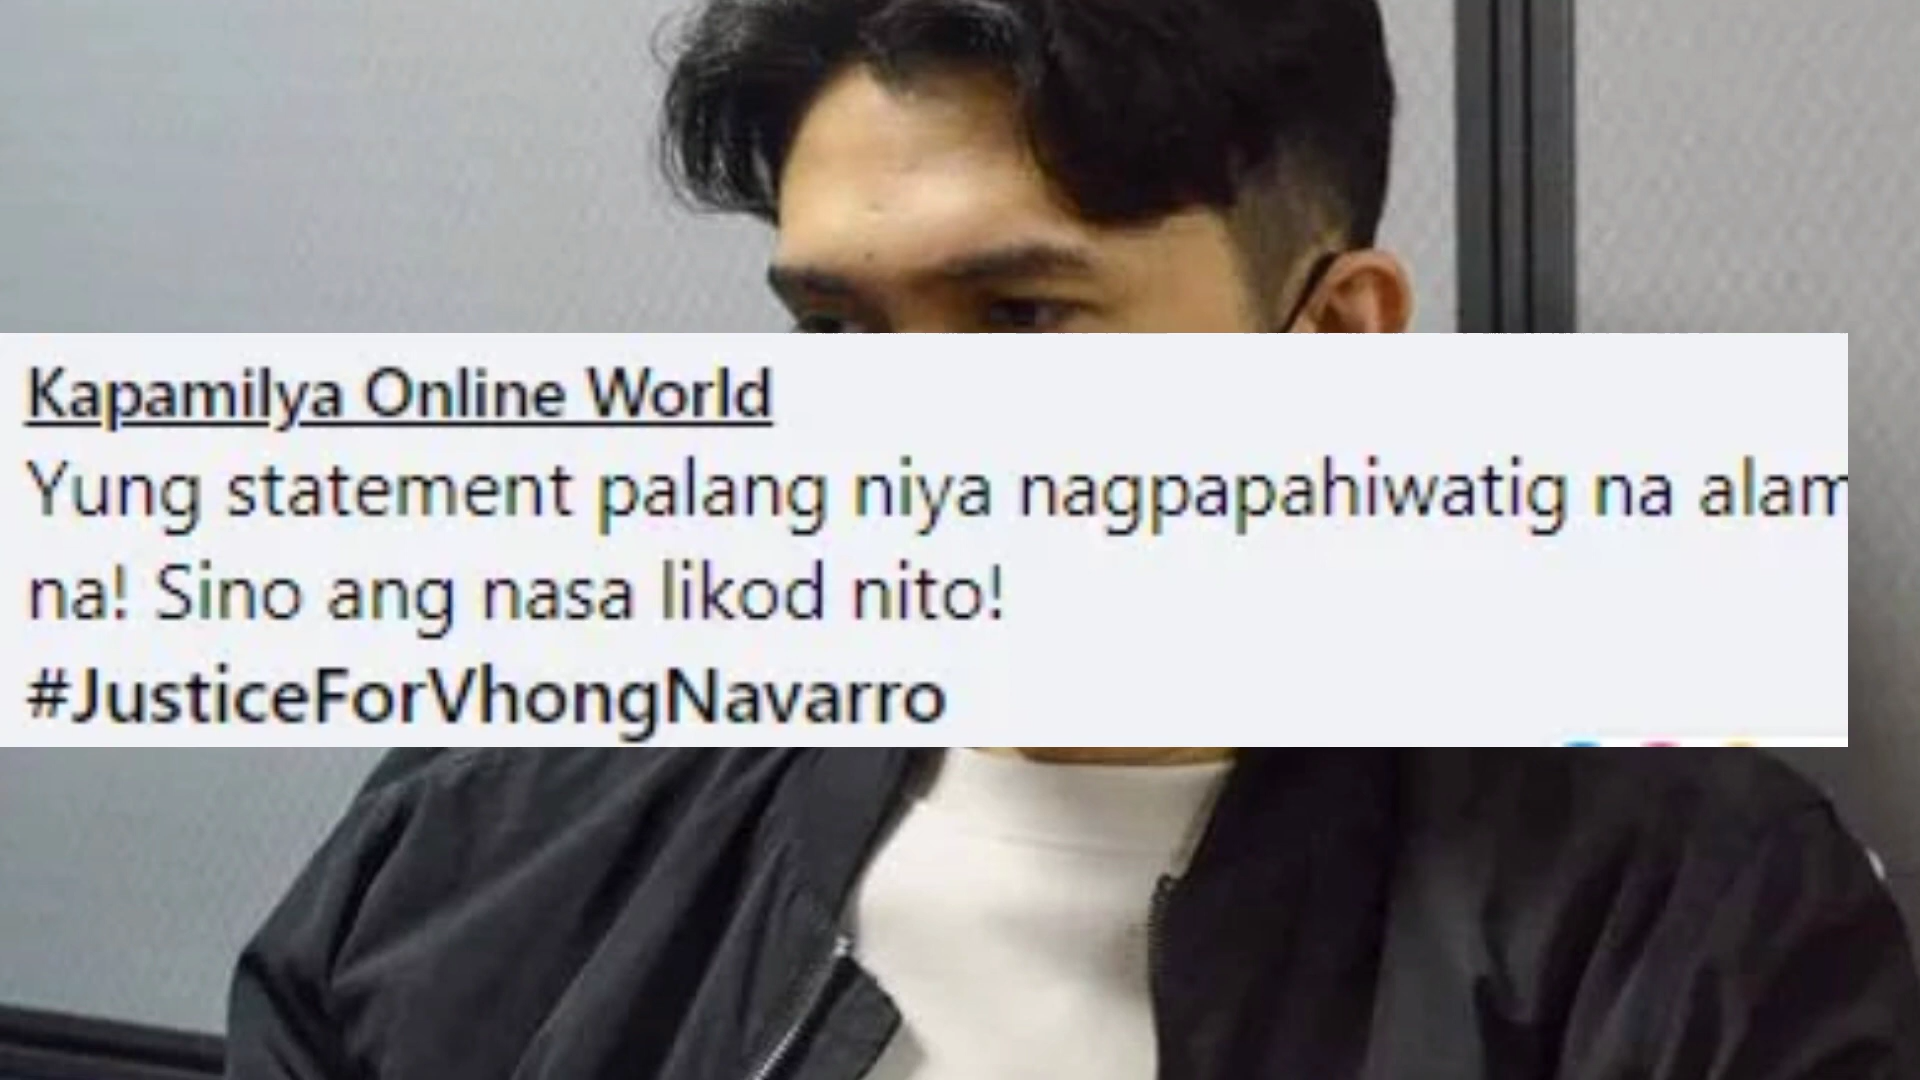 Kapamilya Online World
Yung statement palang niya nagpapahiwatig na alam
na! Sino ang nasa likod nito!
#JusticeForVhongNavarro